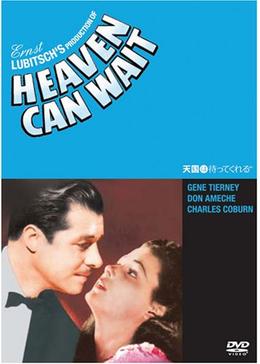 Ernst
LUBITSCH'S PRODUCTION OF
HEAVEN
CAN WAIT
天国は待ってくれる
GENE TIERNEY
DON AMECHE
CHARLES COBURN
DVD
VIDEO